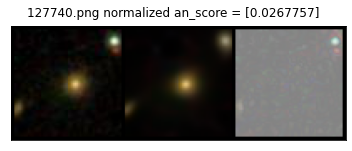 127740.png normalized an_score = [0.0267757]